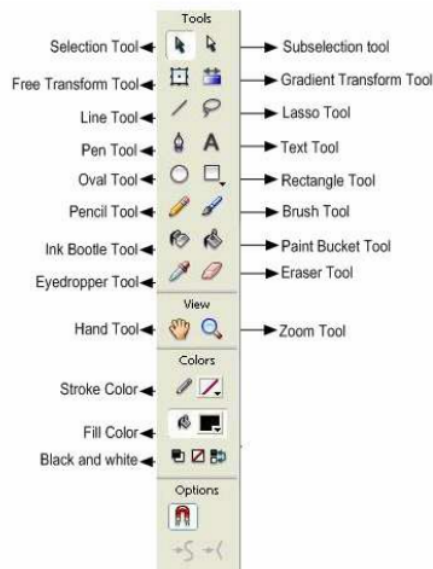 Tools
Selection Tool
Subselection tool
Free Transform Tool
Gradient Transform Tool
Line Tool
Lasso Tool
Pen Tool
A
Text Tool
Oval Tool
Rectangle Tool
Pencil Tool
Brush Tool
Ink Bootle Tool
Paint Bucket Tool
Eyedropper Tool
Eraser Tool
View
Hand Tool
Zoom Tool
Colors
Stroke Color
Fill Color
Black and white
Options